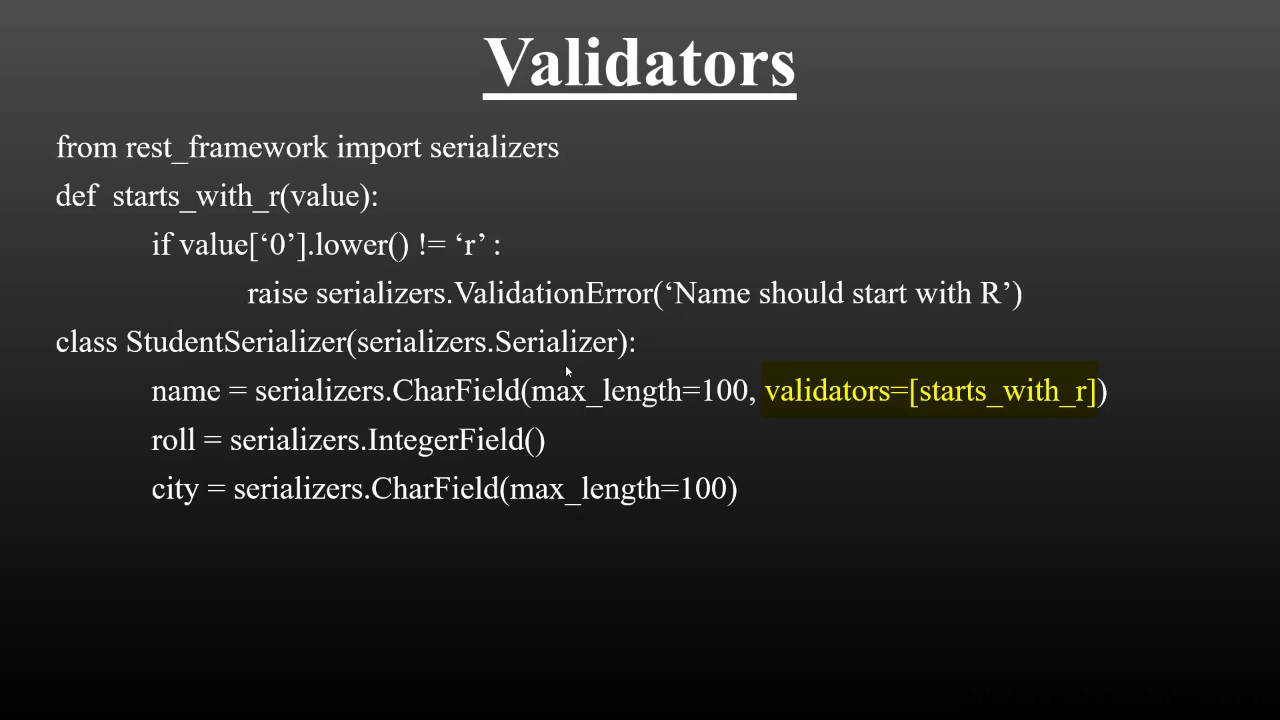 Validators
from rest_framework import serializers
def starts_with_r(value):
if value[‘0’].lower() != ‘r’ :
raise serializers.ValidationError(‘Name should start with R’)
class StudentSerializer(serializers.Serializer):
name = serializers.CharField(max_length=100, validators=[starts_with_r])
roll = serializers.IntegerField()
city = serializers.CharField(max_length=100)